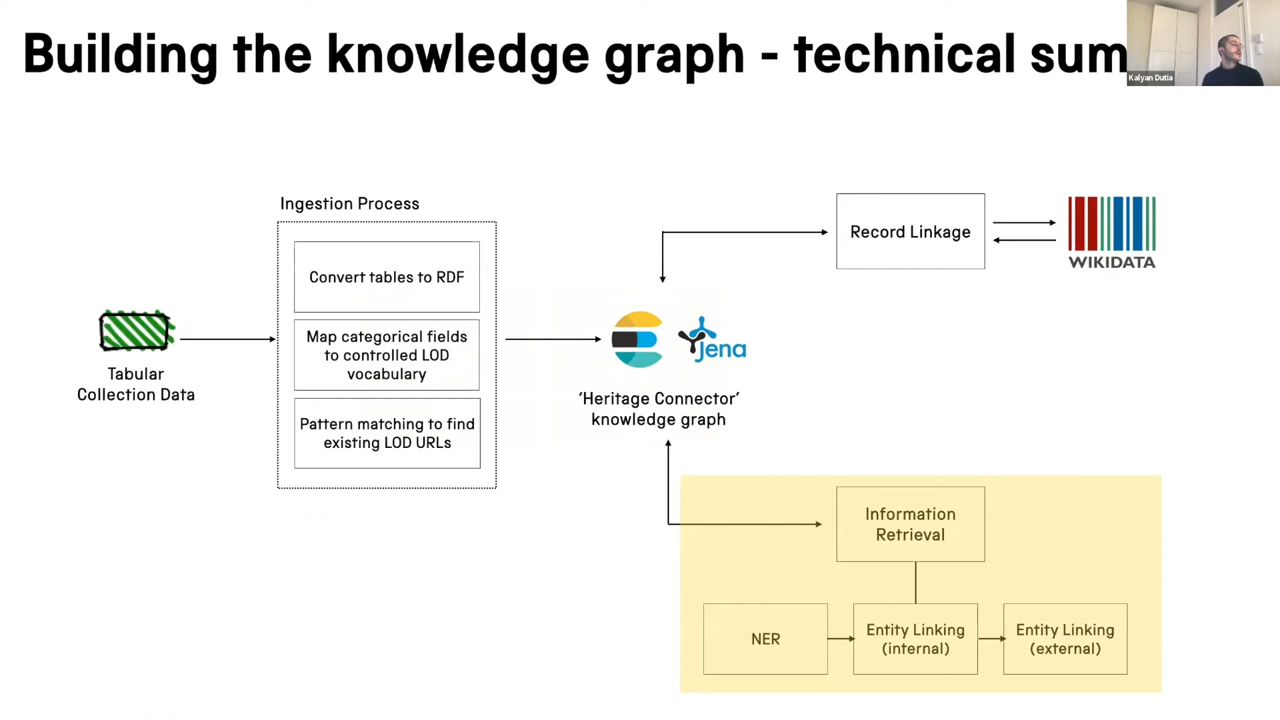 Building the knowledge graph - technical sum
Kalyan Dutia
Ingestion Process
Convert tables to RDF
Map categorical fields
to controlled LOD
vocabulary
Pattern matching to find
existing LOD URLs
Tabular
Collection Data
Jena
'Heritage Connector'
knowledge graph
Record Linkage
WIKIDATA
Information
Retrieval
NER
Entity Linking
(internal)
Entity Linking
(external)